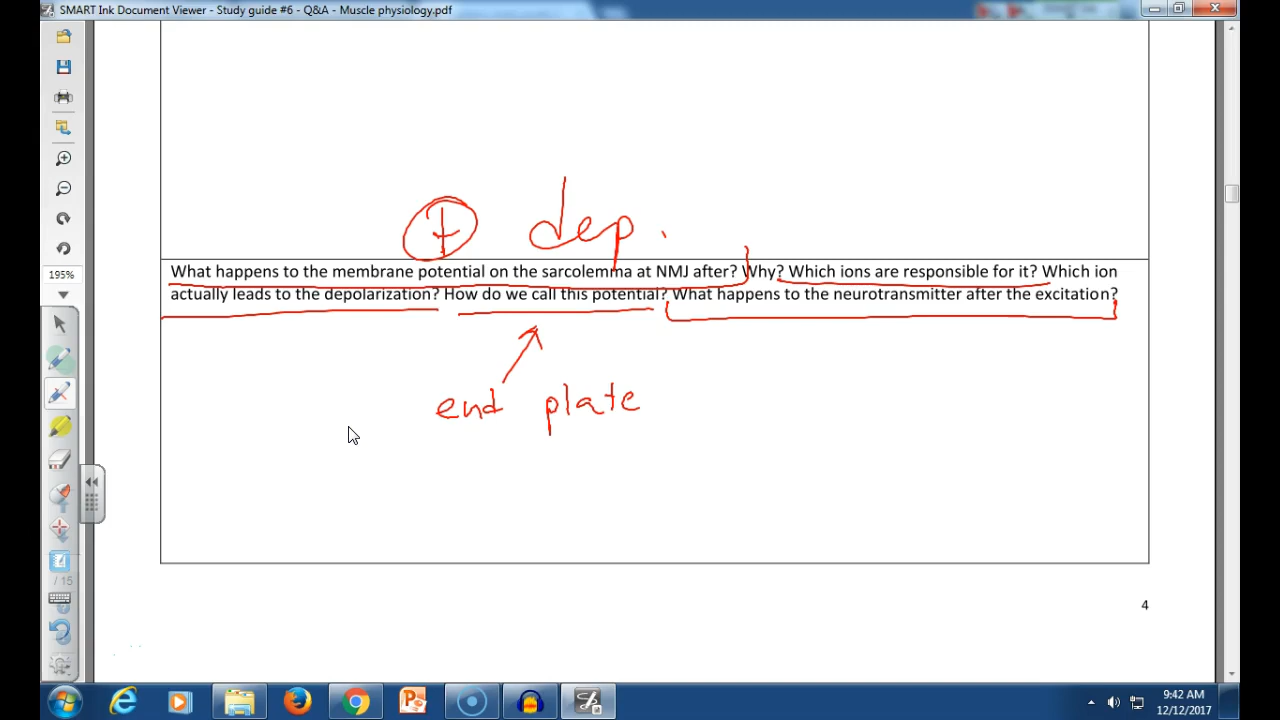 SMART Ink Document Viewer - Study guide #6 - Q&A - Muscle physiology.pdf
195%
/ 15
+ dep.
What happens to the membrane potential on the sarcolemma at NMJ after? Why? Which ions are responsible for it? Which ion
actually leads to the depolarization? How do we call this potential? What happens to the neurotransmitter after the excitation?
end plate
4
9:42 AM
12/12/2017